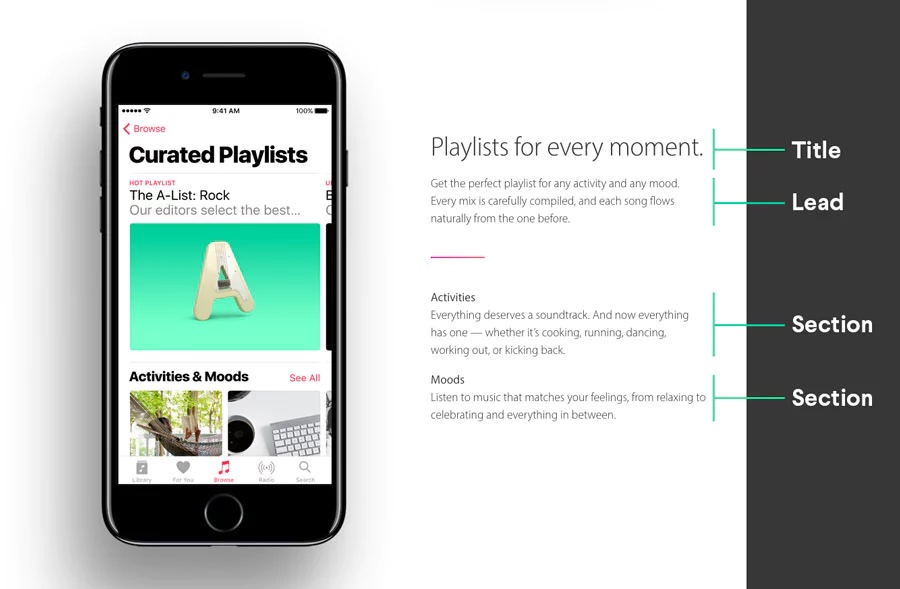 9:41 AM
100%
Browse
Curated Playlists
HOT PLAYLIST
The A-List: Rock
Our editors select the best...
A
Activities & Moods
See All
Library
For You
Browse
Radio
Search
Playlists for every moment.
Get the perfect playlist for any activity and any mood.
Every mix is carefully compiled, and each song flows
naturally from the one before.
Activities
Everything deserves a soundtrack. And now everything
has one — whether it’s cooking, running, dancing,
working out, or kicking back.
Moods
Listen to music that matches your feelings, from relaxing to
celebrating and everything in between.
Title
Lead
Section
Section